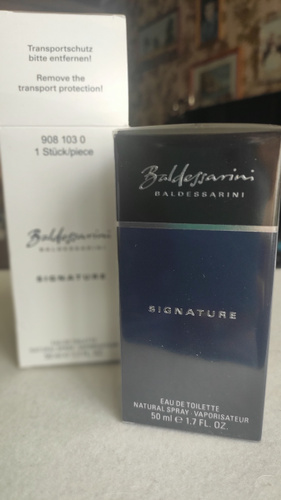 Transportschutz
bitte entfernen!
Remove the
transport protection!
908 103 0
1 Stück/piece
Baldessarini
BALDESSARINI
SIGNATURE
Baldessarini
BALDESSARINI
SIGNATURE
EAU DE TOILETTE
NATURAL SPRAY · VAPORISATEUR
50 ml ℮ 1.7 FL. OZ.